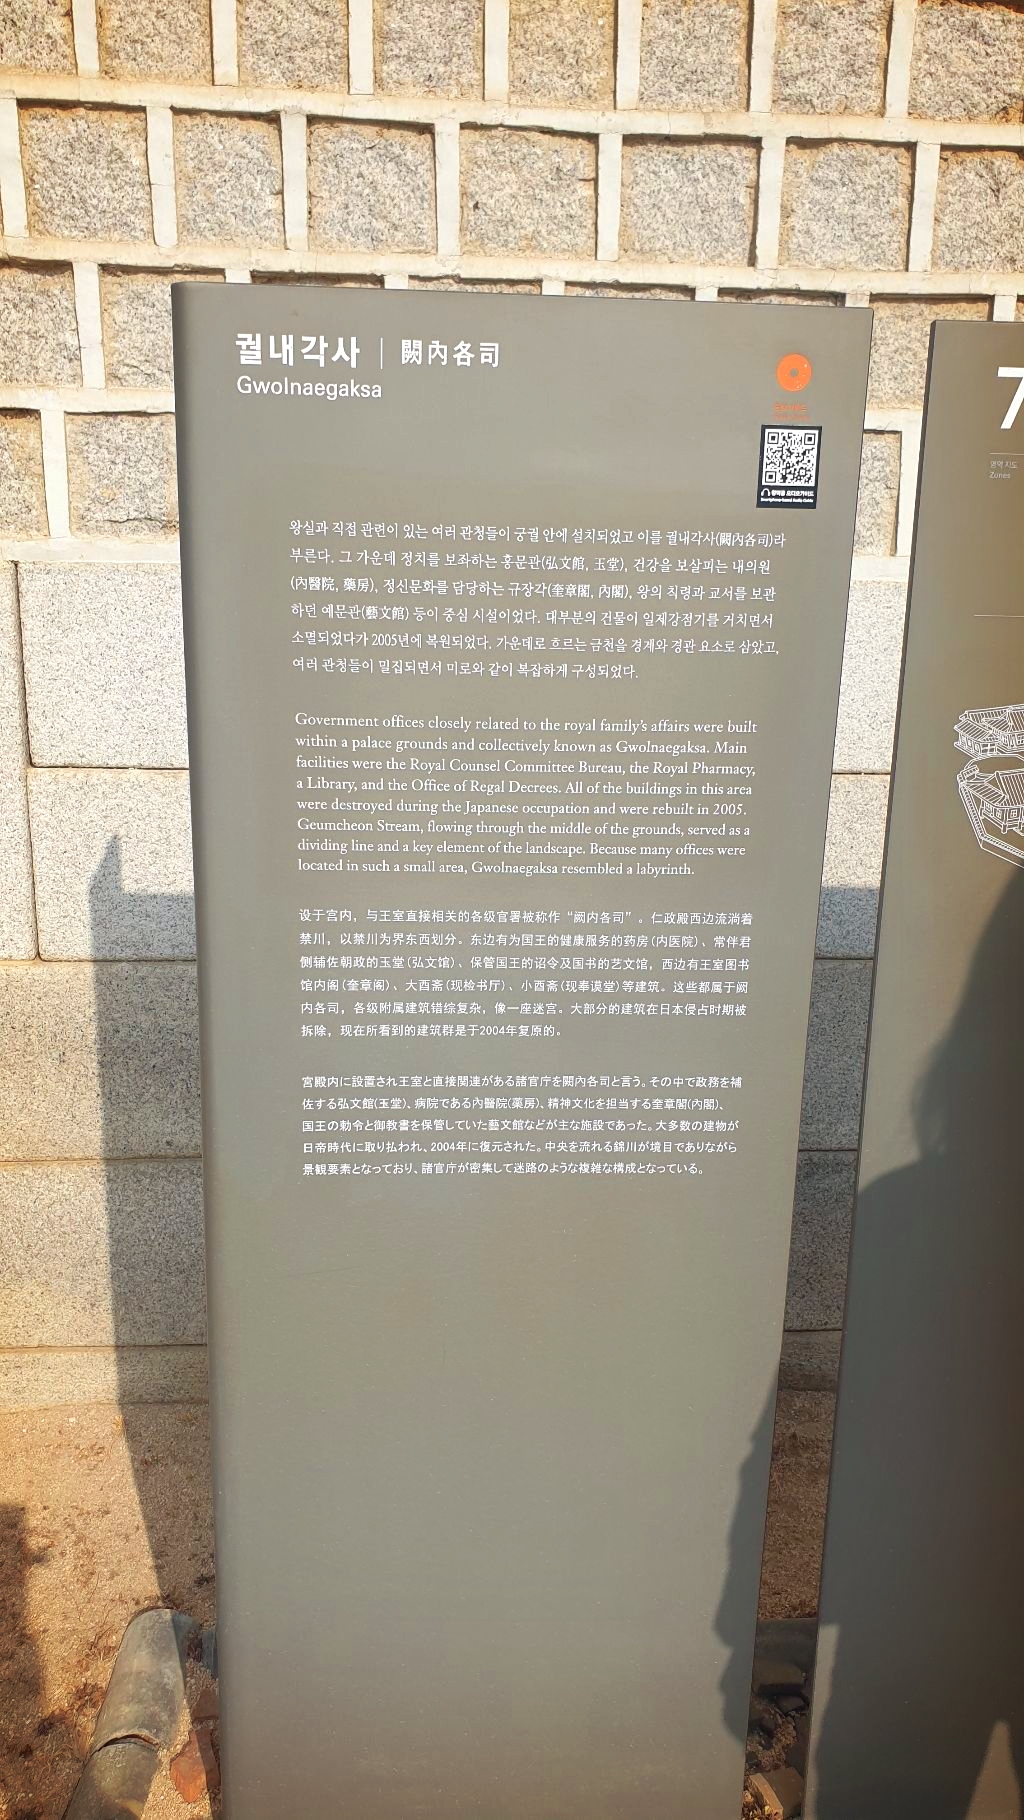 궐내각사 | 闕內各司
Gwolnaegaksa
왕실과 직접 관련이 있는 여러 관청들이 궁궐 안에 설치되었고 이를 궐내각사(闕內各司)라
부른다. 그 가운데 정치를 보좌하는 홍문관(弘文館, 玉堂), 건강을 보살피는 내의원
(內醫院, 藥房), 정신문화를 담당하는 규장각(奎章閣, 內閣), 왕의 칙령과 교서를 보관
하던 예문관(藝文館) 등이 중심 시설이었다. 대부분의 건물이 일제강점기를 거치면서
소멸되었다가 2005년에 복원되었다. 가운데로 흐르는 금천을 경계와 경관 요소로 삼았고,
여러 관청들이 밀집되면서 미로와 같이 복잡하게 구성되었다.
Government offices closely related to the royal family's affairs were built
within a palace grounds and collectively known as Gwolnaegaksa. Main
facilities were the Royal Counsel Committee Bureau, the Royal Pharmacy,
a Library, and the Office of Regal Decrees. All of the buildings in this area
were destroyed during the Japanese occupation and were rebuilt in 2005.
Geumcheon Stream, flowing through the middle of the grounds, served as a
dividing line and a key element of the landscape. Because many offices were
located in such a small area, Gwolnaegaksa resembled a labyrinth.
设于宫内，与王室直接相关的各级官署被称作“阙内各司”。仁政殿西边流淌着
禁川，以禁川为界东西划分。东边有为国王的健康服务的药房(内医院)、常伴君
侧辅佐朝政的玉堂(弘文馆)、保管国王的诏令及国书的艺文馆，西边有王室图书
馆内阁(奎章阁)、大酉斋(现检书厅)、小酉斋(现奉谟堂)等建筑。这些都属于阙
内各司，各级附属建筑错综复杂，像一座迷宫。大部分的建筑在日本侵占时期被
拆除，现在所看到的建筑群是于2004年复原的。
宮殿内に設置され王室と直接関連がある諸官庁を闕內各司と言う。その中で政務を補
佐する弘文館(玉堂)、病院である內醫院(藥房)、精神文化を担当する奎章閣(內閣)、
国王の勅令と御教書を保管していた藝文館などが主な施設であった。大多数の建物が
日帝時代に取り払われ、2004年に復元された。中央を流れる錦川が境目でありながら
景観要素となっており、諸官庁が密集して迷路のような複雑な構成となっている。
7
권역 지도
Zones